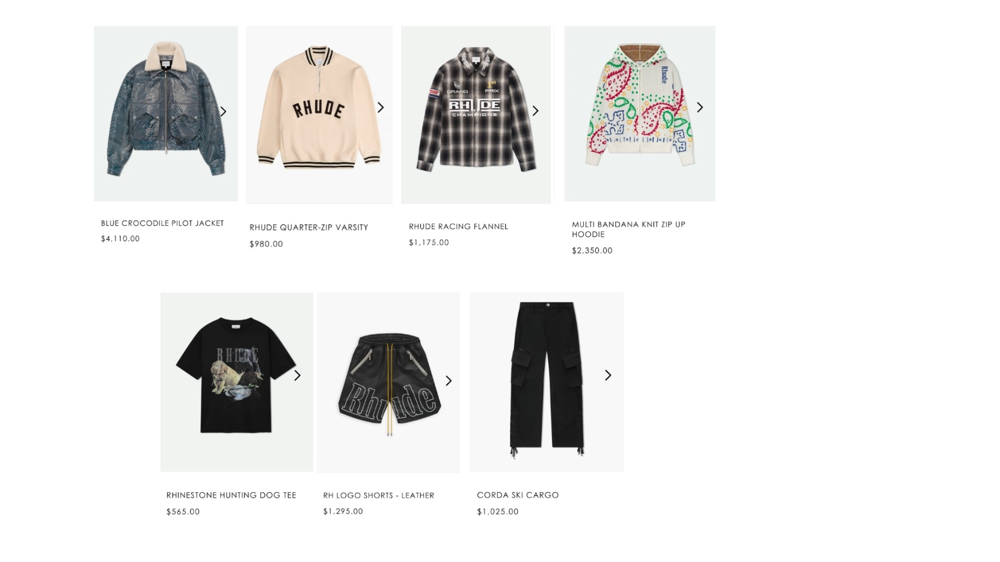 RHUDE
GRAND
1st
PRIX
RHUDE
CHAMPIONS
Rhude
BLUE CROCODILE PILOT JACKET
$4,110.00
RHUDE QUARTER-ZIP VARSITY
$980.00
RHUDE RACING FLANNEL
$1,175.00
MULTI BANDANA KNIT ZIP UP
HOODIE
$2,350.00
RHUDE
Rhude
RHINESTONE HUNTING DOG TEE
$565.00
RH LOGO SHORTS - LEATHER
$1,295.00
CORDA SKI CARGO
$1,025.00